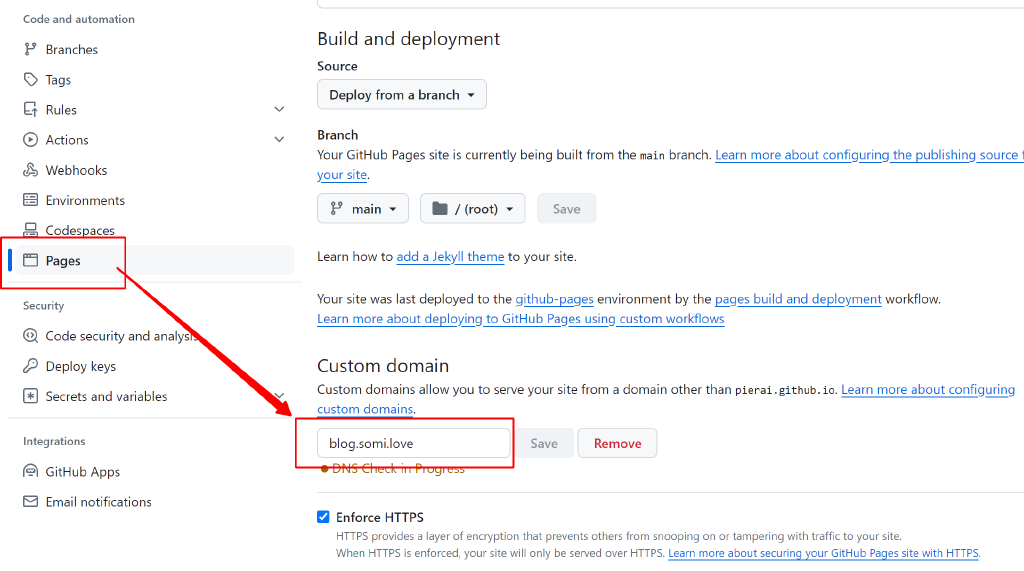 Code and automation
Branches
Tags
Rules
Actions
Webhooks
Environments
Codespaces
Pages
Security
Code security and analysis
Deploy keys
Secrets and variables
Integrations
GitHub Apps
Email notifications
Build and deployment
Source
Deploy from a branch
Branch
Your GitHub Pages site is currently being built from the main branch. Learn more about configuring the publishing source f
your site.
main / (root) Save
Learn how to add a Jekyll theme to your site.
Your site was last deployed to the github-pages environment by the pages build and deployment workflow.
Learn more about deploying to GitHub Pages using custom workflows
Custom domain
Custom domains allow you to serve your site from a domain other than pierai.github.io. Learn more about configuring
custom domains.
blog.somi.love Save Remove
DNS Check in Progress
Enforce HTTPS
HTTPS provides a layer of encryption that prevents others from snooping on or tampering with traffic to your site.
When HTTPS is enforced, your site will only be served over HTTPS. Learn more about securing your GitHub Pages site with HTTPS.